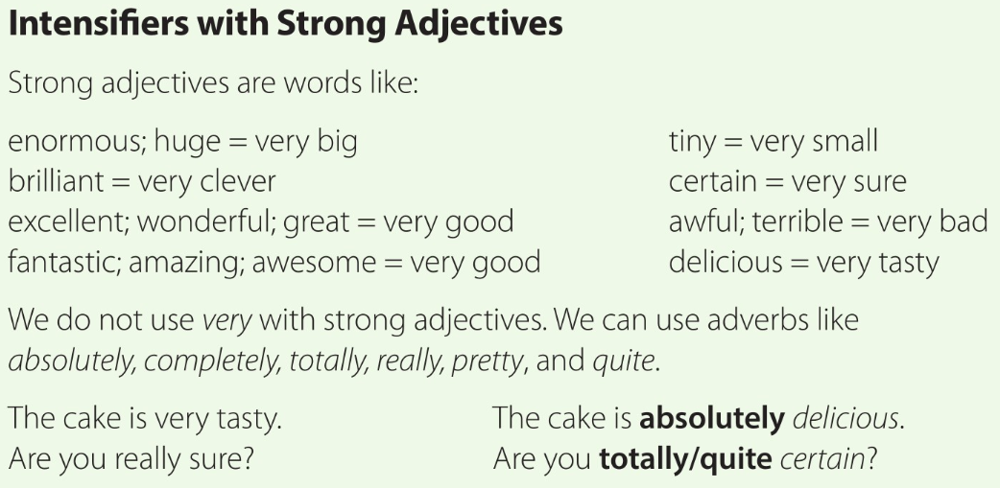 Intensifiers with Strong Adjectives
Strong adjectives are words like:
enormous; huge = very big
tiny = very small
brilliant = very clever
certain = very sure
excellent; wonderful; great = very good
awful; terrible = very bad
fantastic; amazing; awesome = very good
delicious = very tasty
We do not use very with strong adjectives. We can use adverbs like
absolutely, completely, totally, really, pretty, and quite.
The cake is very tasty.
The cake is absolutely delicious.
Are you really sure?
Are you totally/quite certain?